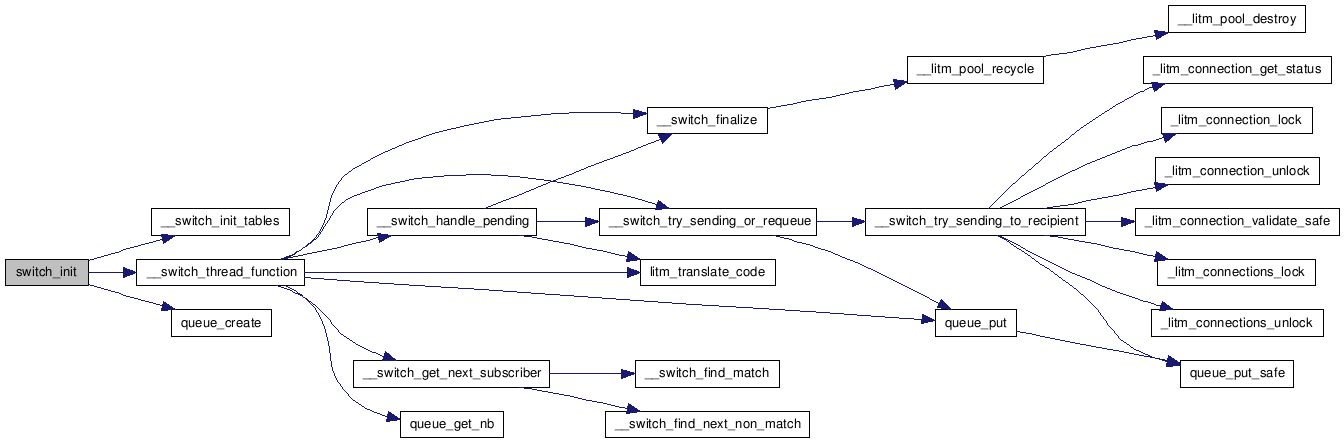 __litm_pool_destroy
__litm_pool_recycle
_litm_connection_get_status
__switch_finalize
_litm_connection_lock
_litm_connection_unlock
__switch_init_tables
__switch_handle_pending
__switch_try_sending_or_requeue
__switch_try_sending_to_recipient
_litm_connection_validate_safe
switch_init
__switch_thread_function
litm_translate_code
_litm_connections_lock
queue_create
queue_put
_litm_connections_unlock
__switch_get_next_subscriber
__switch_find_match
queue_put_safe
queue_get_nb
__switch_find_next_non_match